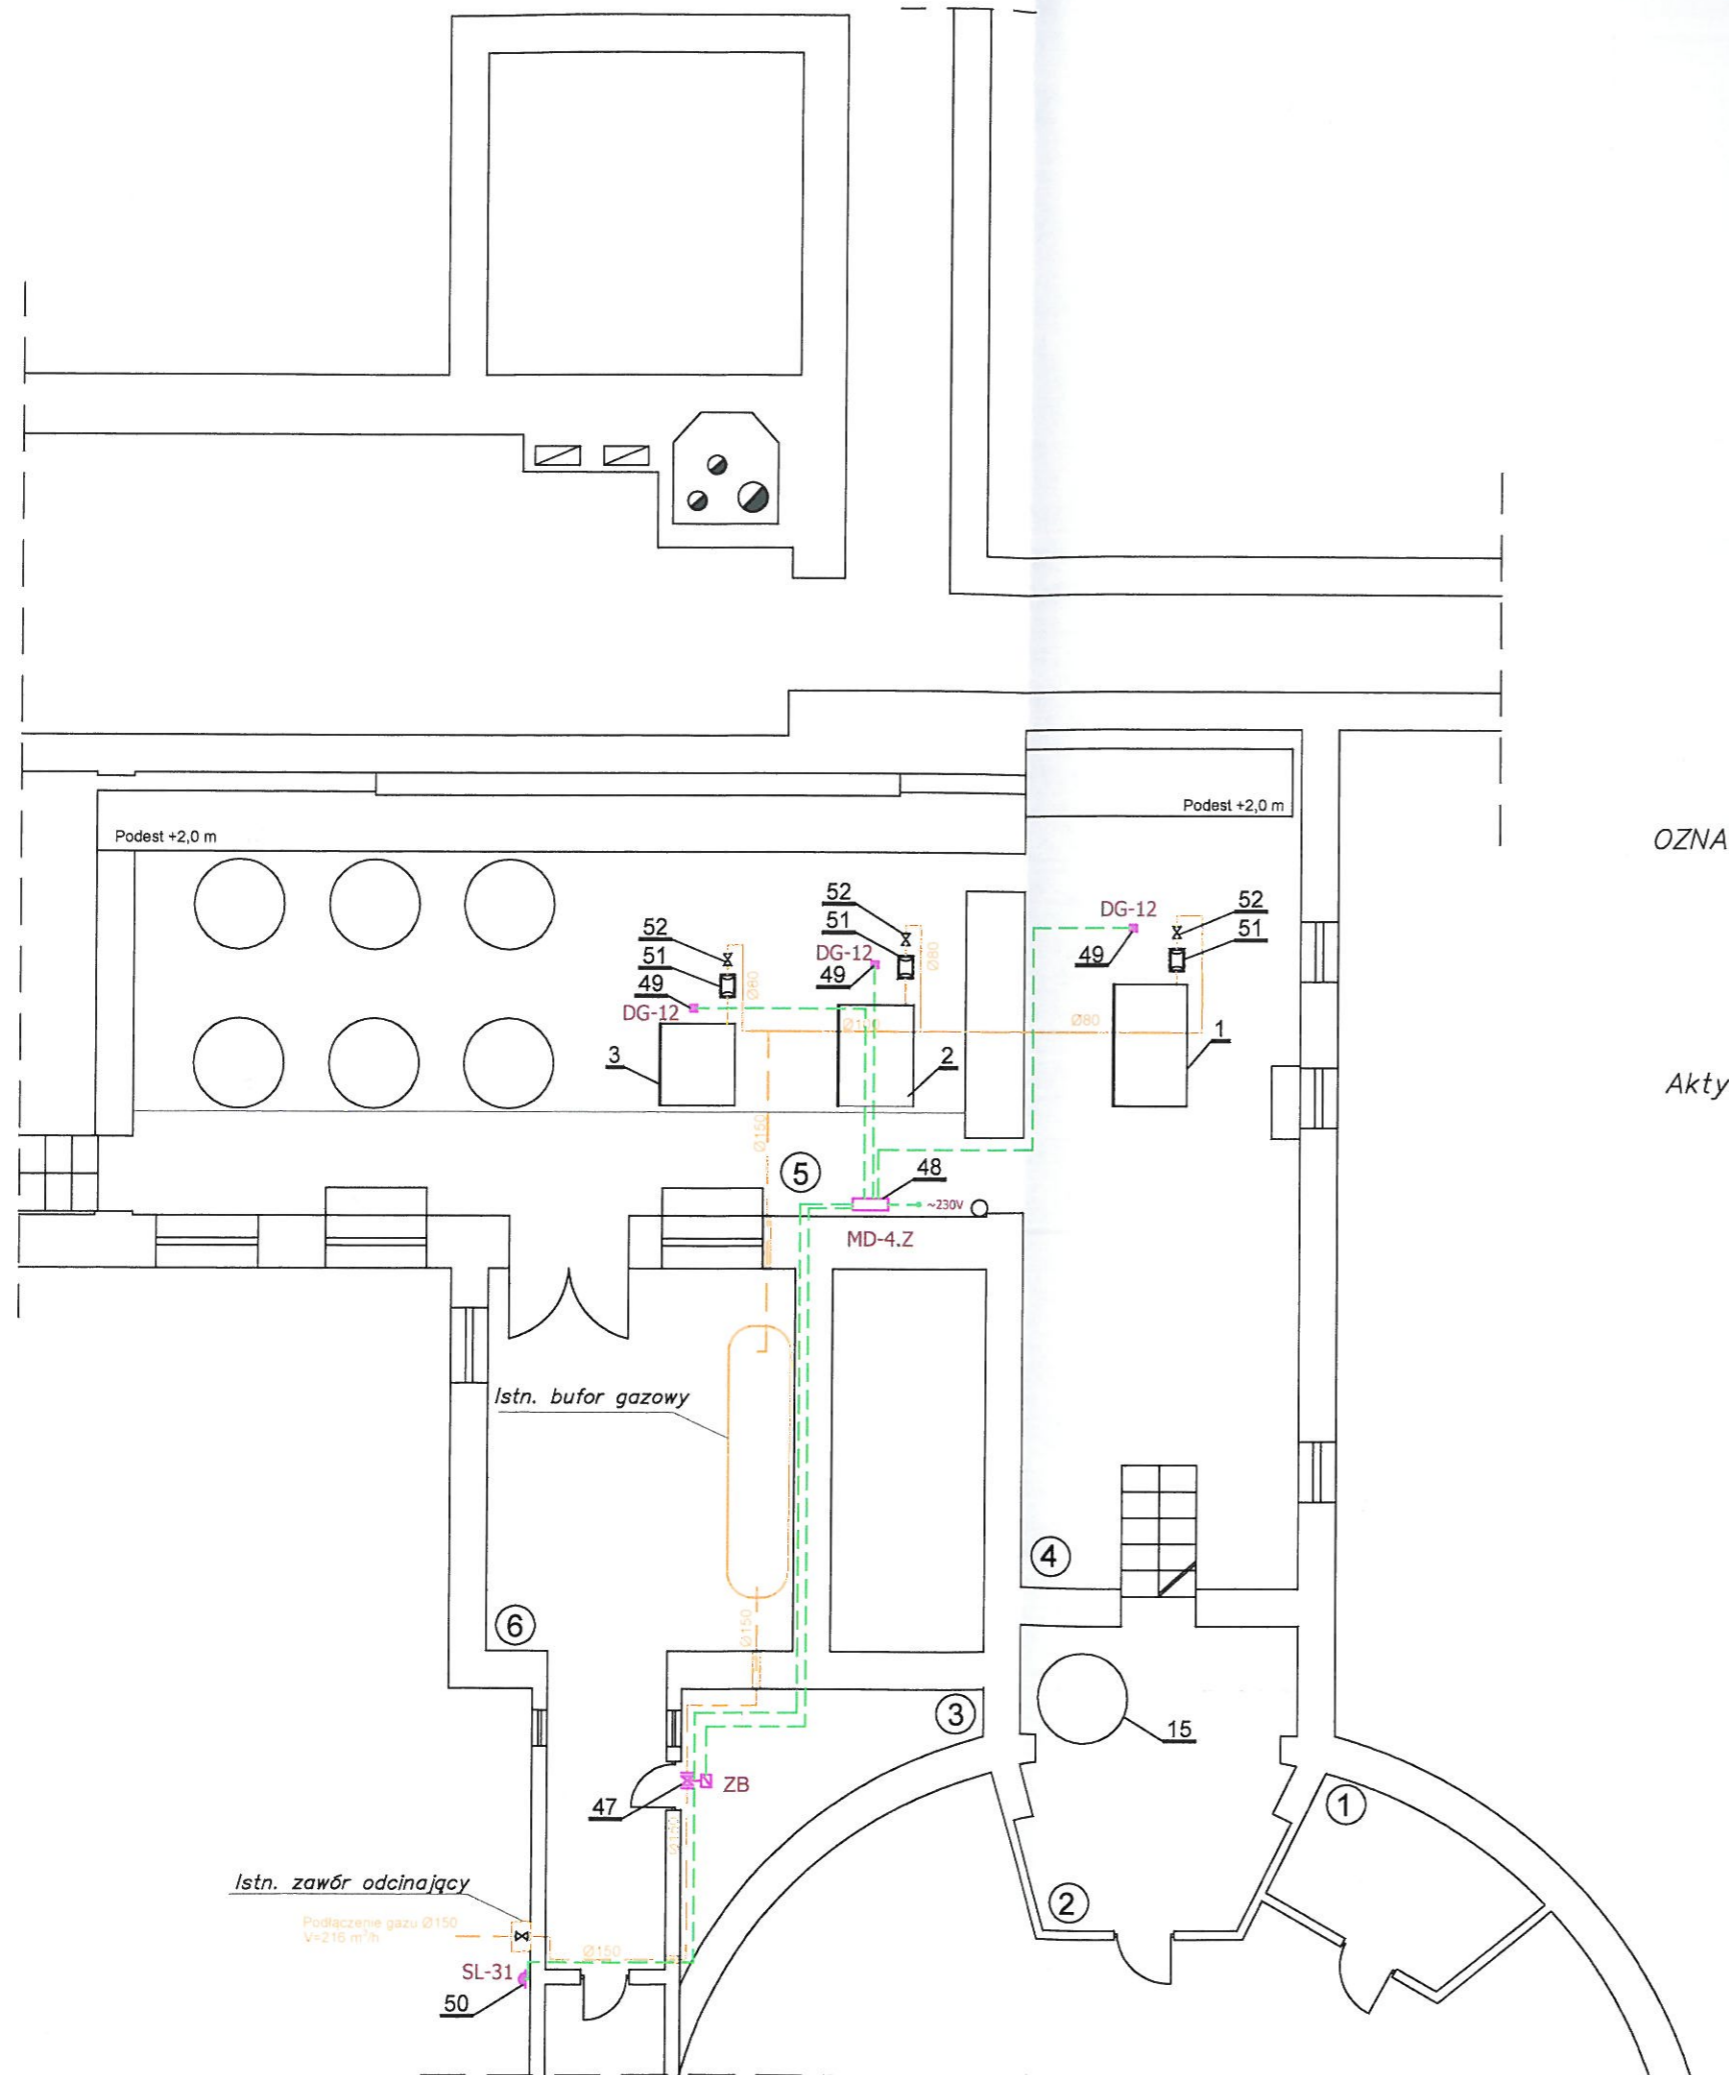 Podest +2,0 m
Podest +2,0 m
OZNA
52
51
49
DG-12
Ø80
52
51
DG-12
49
Ø80
DG-12
49
52
51
Ø100
Ø80
3
2
1
Akty
Ø150
5
48
~230V
MD-4.Z
Istn. bufor gazowy
4
6
Ø150
3
15
47
ZB
Ø150
1
2
Istn. zawór odcinający
Podłączenie gazu Ø150
V=216 m³/h
Ø150
SL-31
50